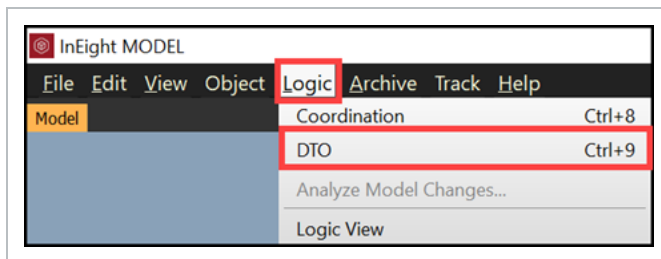 InEight MODEL
File Edit View Object Logic Archive Track Help
Model
Coordination Ctrl+8
DTO Ctrl+9
Analyze Model Changes...
Logic View